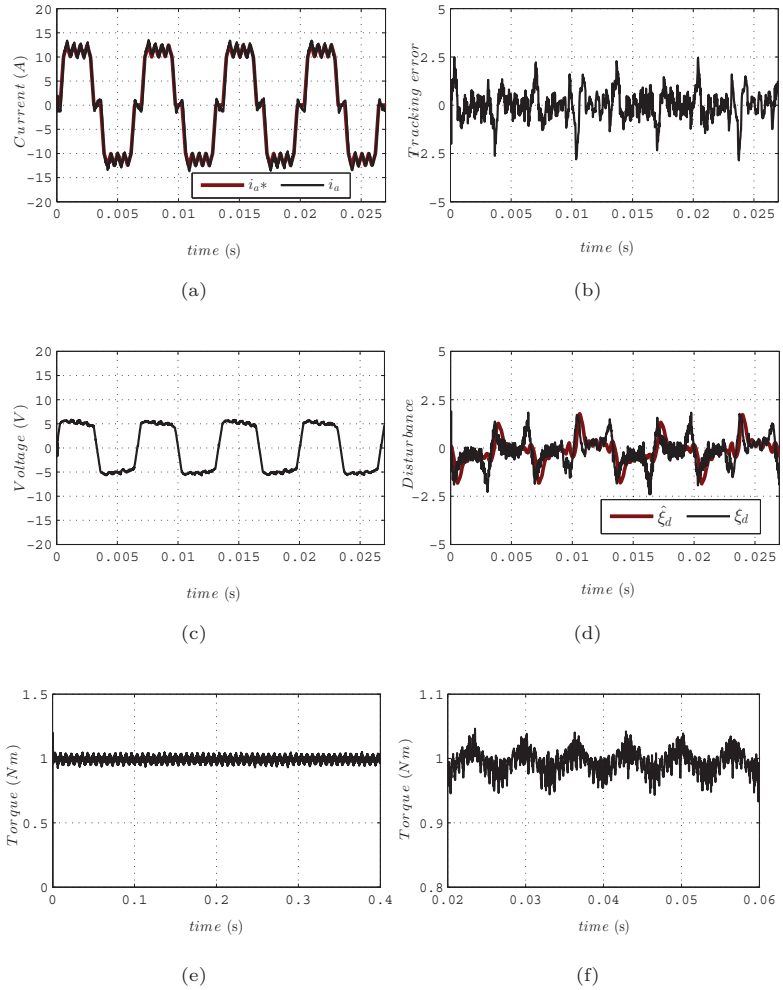 20
15
10
5
0
-5
-10
-15
-20
Current (A)
0 0.005 0.01 0.015 0.02 0.025
i_a* i_a
time (s)
(a)
5
2.5
0
2.5
-5
Tracking error
0 0.005 0.01 0.015 0.02 0.025
time (s)
(b)
20
15
10
5
0
-5
-10
-15
-20
Voltage (V)
0 0.005 0.01 0.015 0.02 0.025
time (s)
(c)
5
2.5
0
-2.5
-5
Disturbance
0 0.005 0.01 0.015 0.02 0.025
ξ̂_d ξ_d
time (s)
(d)
1.5
1
0.5
0
Torque (Nm)
0 0.1 0.2 0.3 0.4
time (s)
(e)
1.1
1
0.9
0.8
Torque (Nm)
0.02 0.03 0.04 0.05 0.06
time (s)
(f)